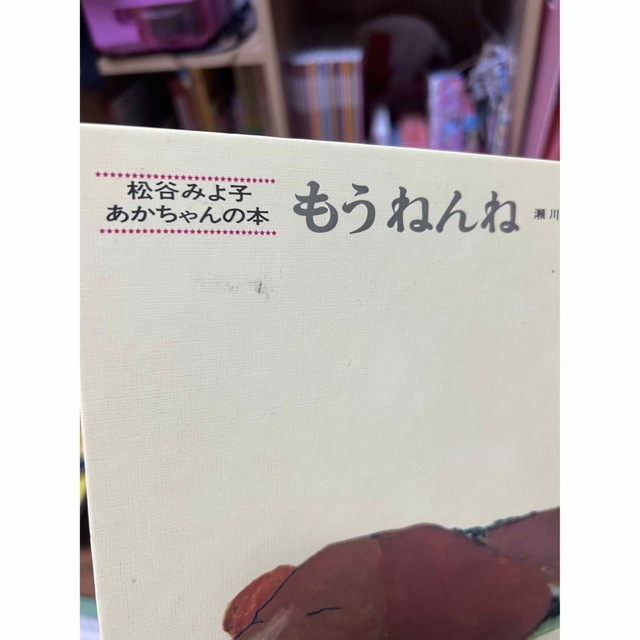 松谷みよ子
あかちゃんの本
もうねんね
瀬川